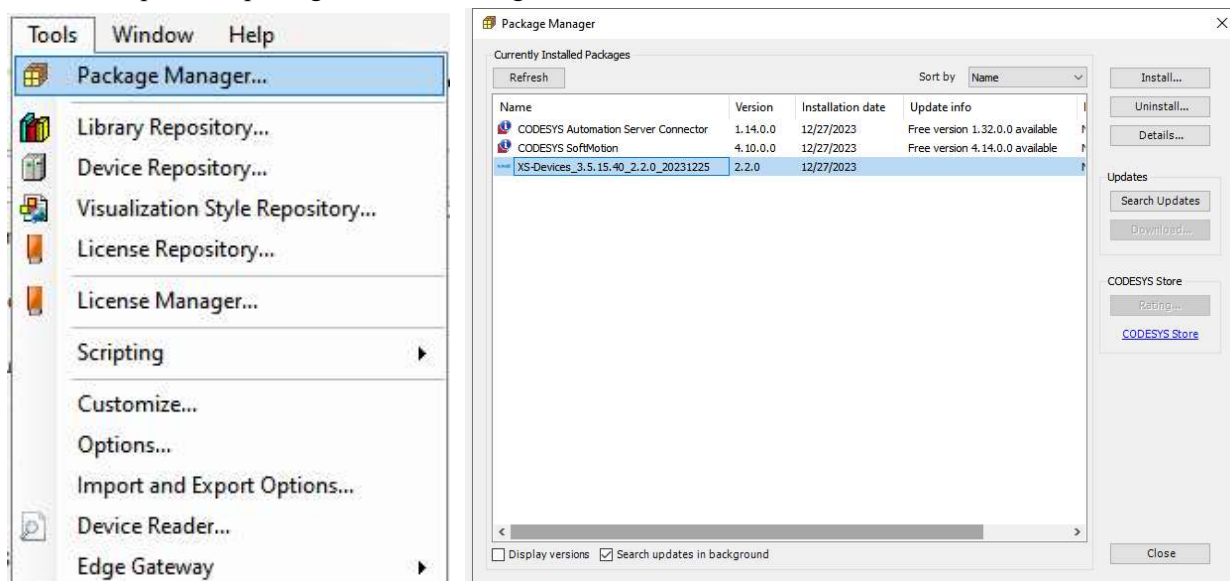 Tools Window Help
Package Manager...
Library Repository...
Device Repository...
Visualization Style Repository...
License Repository...
License Manager...
Scripting
Customize...
Options...
Import and Export Options...
Device Reader...
Edge Gateway
Package Manager
Currently Installed Packages
Refresh Sort by Name Install...
Name Version Installation date Update info Uninstall...
CODESYS Automation Server Connector 1.14.0.0 12/27/2023 Free version 1.32.0.0 available
Details...
CODESYS SoftMotion 4.10.0.0 12/27/2023 Free version 4.14.0.0 available
XS-Devices_3.5.15.40_2.2.0_20231225 2.2.0 12/27/2023
Updates
Search Updates
Download...
CODESYS Store
Rating...
CODESYS Store
Display versions Search updates in background Close